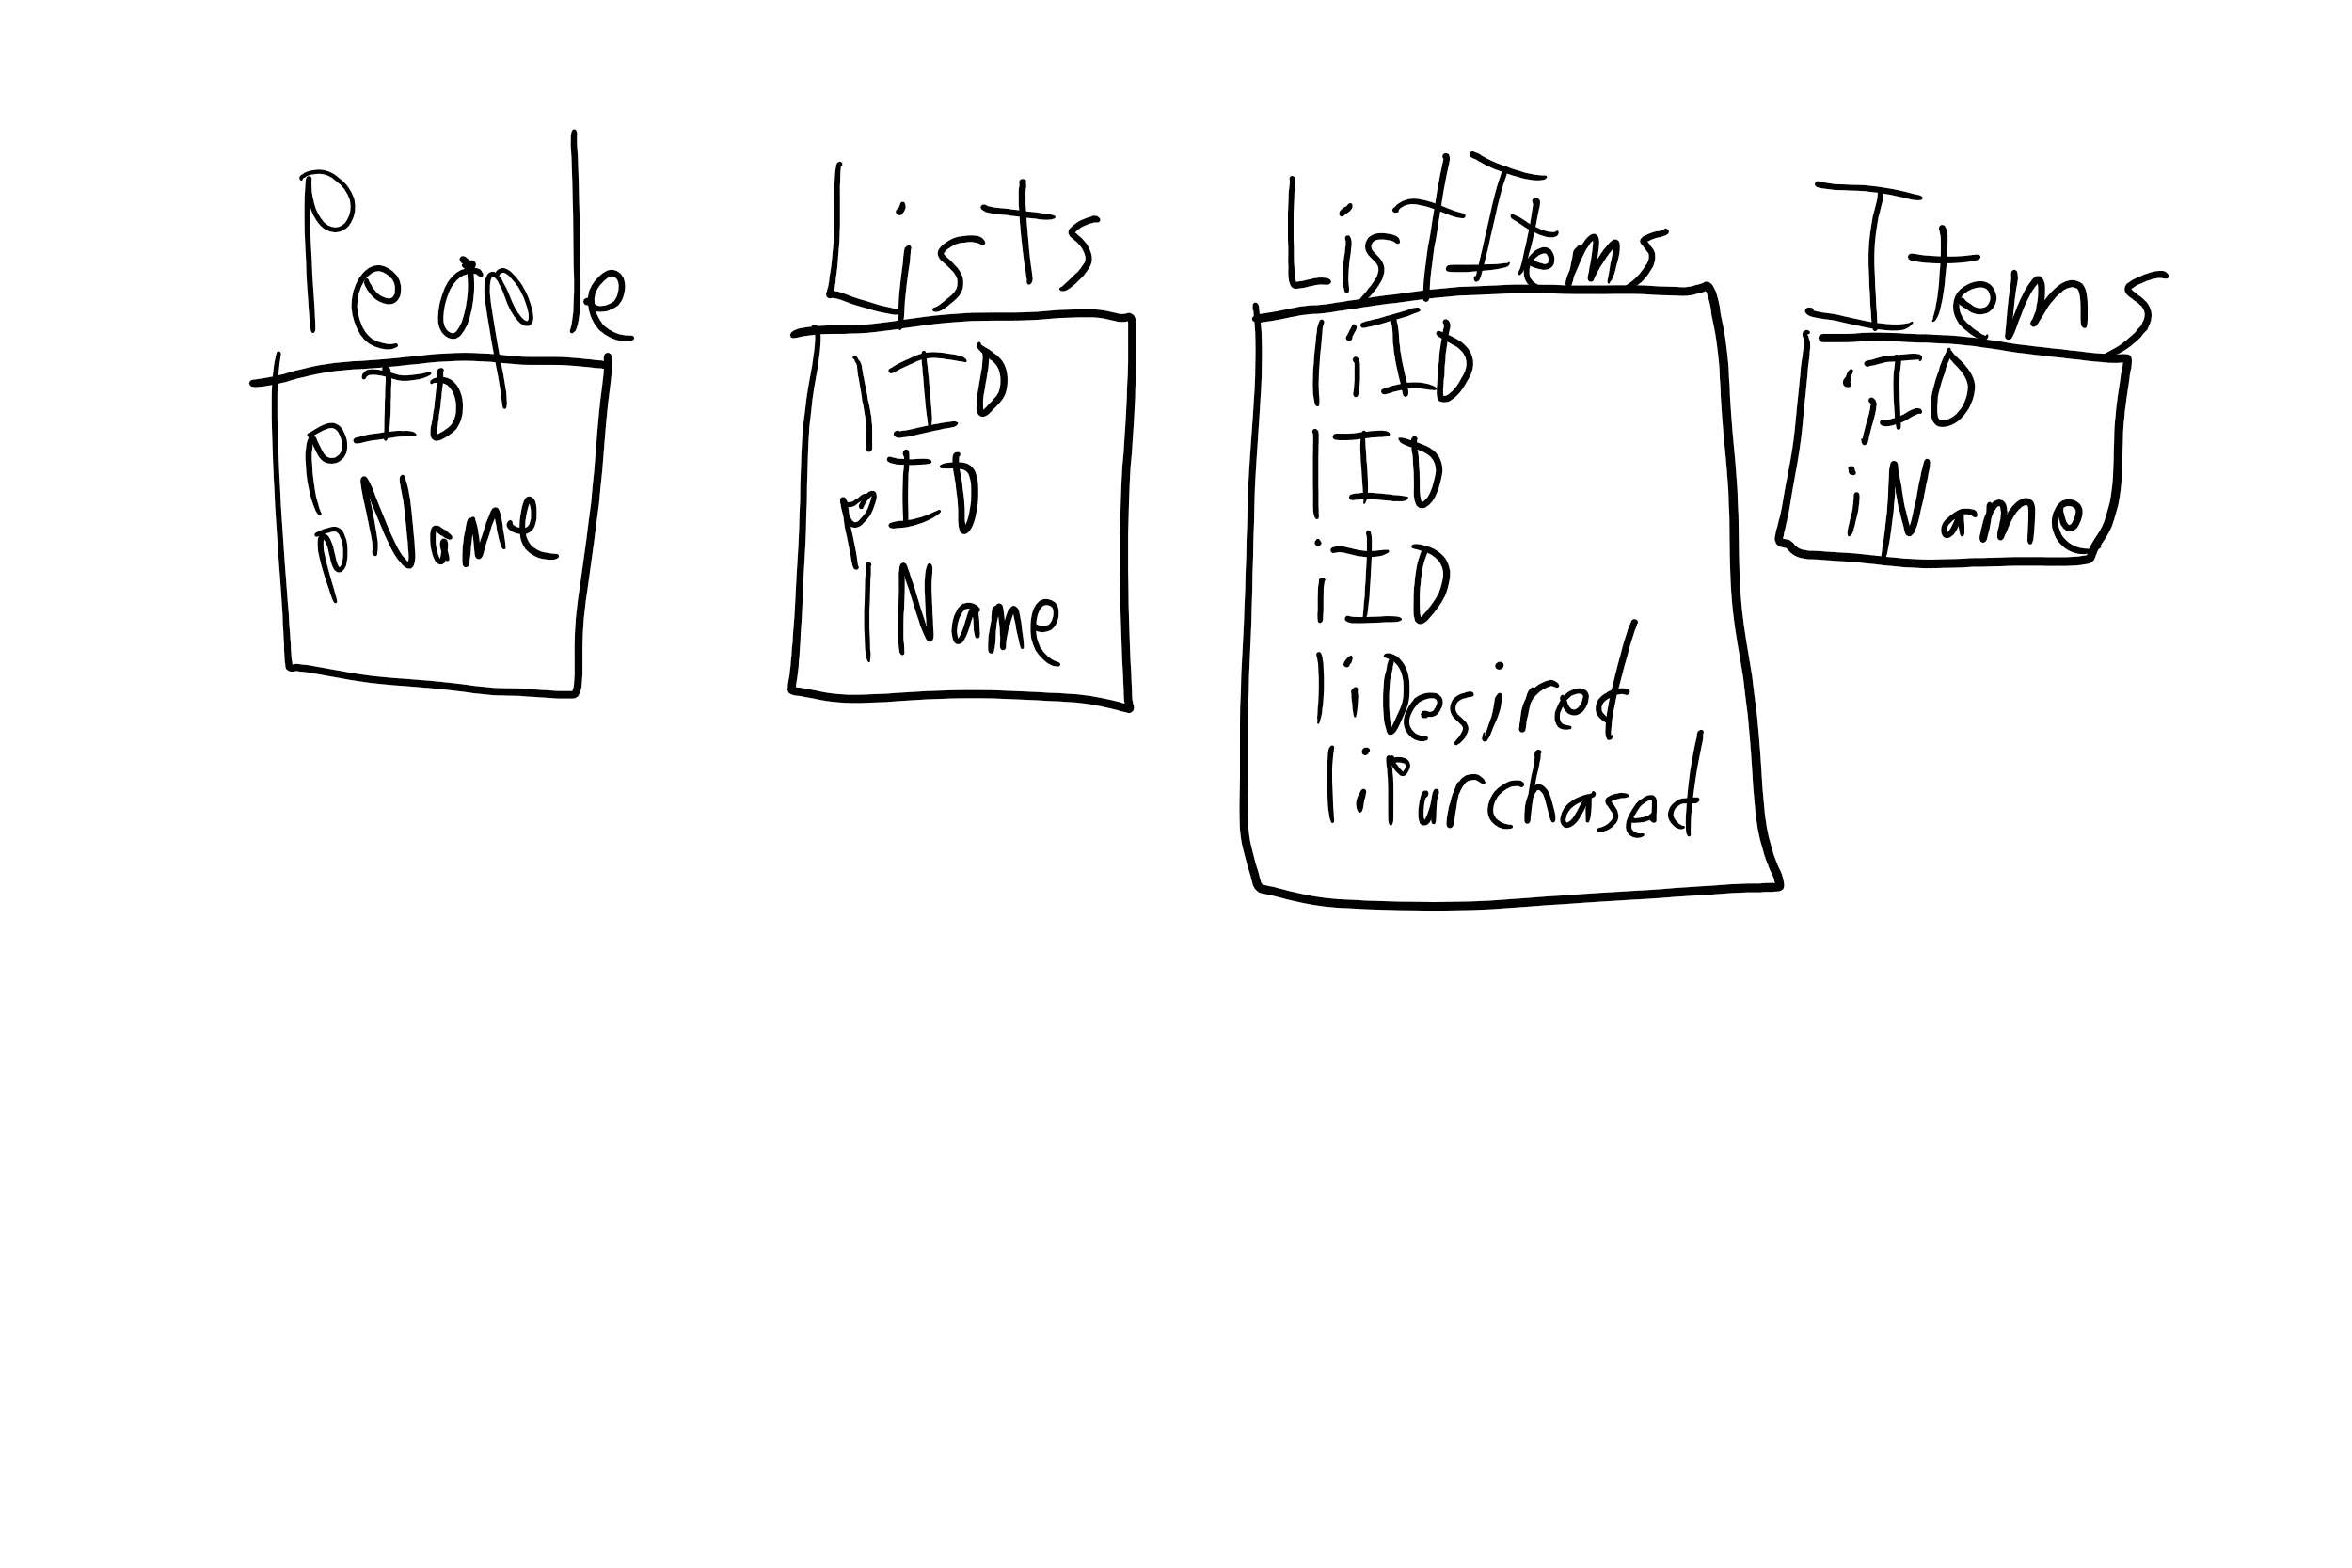 People
pID
pName
Lists
lID
pID
lName
ListItems
liID
lID
iID
liDesired
liPurchased
Items
iID
iName